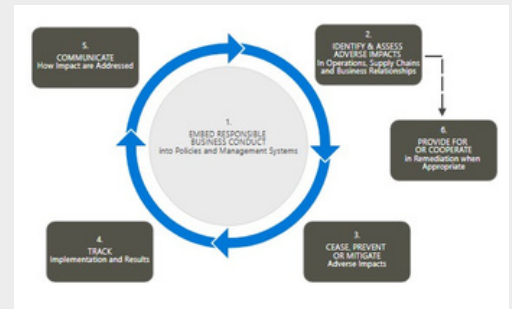 1.
EMBED RESPONSIBLE
BUSINESS CONDUCT
into Policies and Management Systems
2.
IDENTIFY & ASSESS
ADVERSE IMPACTS
In Operations, Supply Chains
and Business Relationships
3.
CEASE, PREVENT
OR MITIGATE
Adverse Impacts
4.
TRACK
Implementation and Results
5.
COMMUNICATE
How Impact are Addressed
6.
PROVIDE FOR
OR COOPERATE
in Remediation when
Appropriate